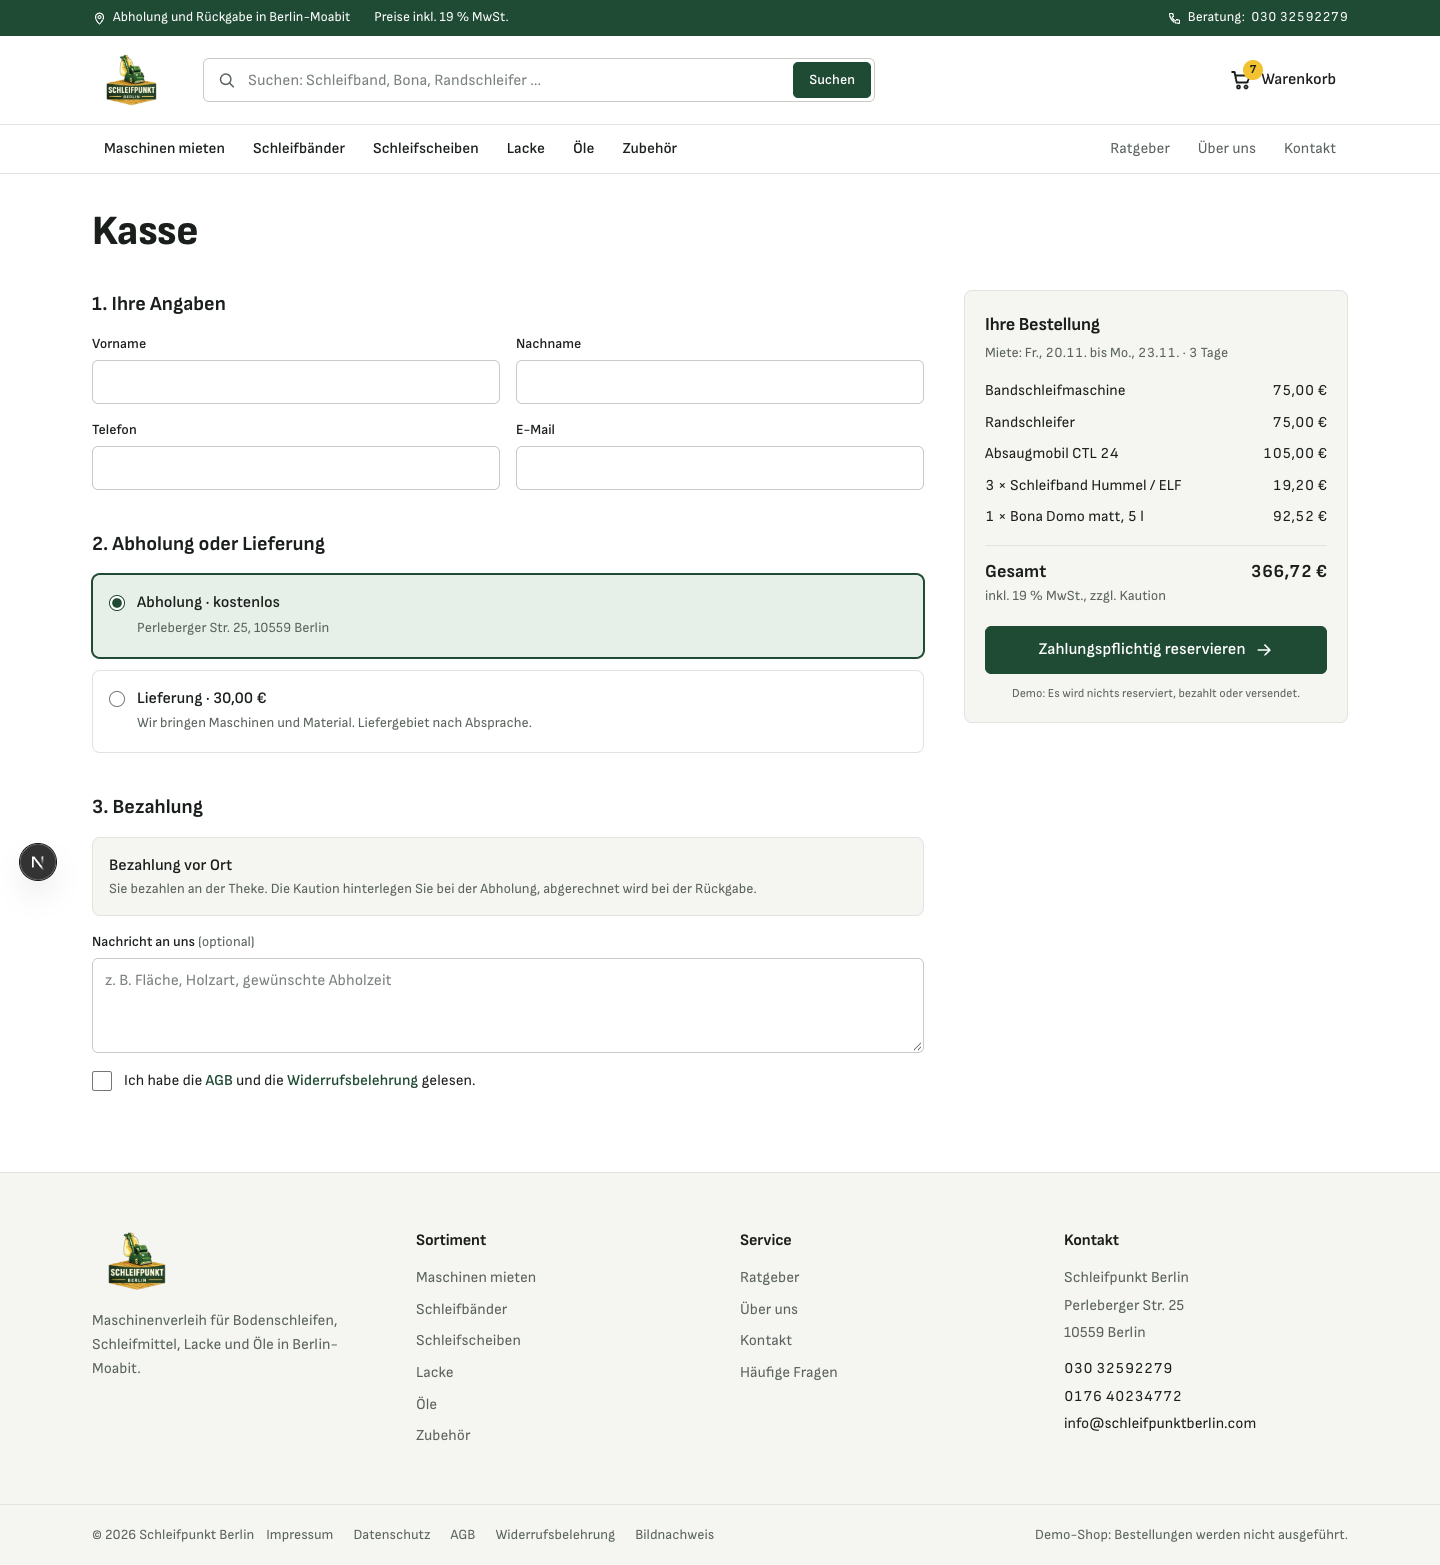 Abholung und Rückgabe in Berlin-Moabit Preise inkl. 19 % MwSt. Beratung: 030 32592279
SCHLEIFPUNKT
BERLIN
Suchen: Schleifband, Bona, Randschleifer ...
Suchen
7
Warenkorb
Maschinen mieten Schleifbänder Schleifscheiben Lacke Öle Zubehör Ratgeber Über uns Kontakt
Kasse
1. Ihre Angaben
Vorname Nachname
Telefon E-Mail
2. Abholung oder Lieferung
Abholung · kostenlos
Perleberger Str. 25, 10559 Berlin
Lieferung · 30,00 €
Wir bringen Maschinen und Material. Liefergebiet nach Absprache.
3. Bezahlung
Bezahlung vor Ort
Sie bezahlen an der Theke. Die Kaution hinterlegen Sie bei der Abholung, abgerechnet wird bei der Rückgabe.
Nachricht an uns (optional)
z. B. Fläche, Holzart, gewünschte Abholzeit
Ich habe die AGB und die Widerrufsbelehrung gelesen.
Ihre Bestellung
Miete: Fr., 20.11. bis Mo., 23.11. · 3 Tage
Bandschleifmaschine 75,00 €
Randschleifer 75,00 €
Absaugmobil CTL 24 105,00 €
3 × Schleifband Hummel / ELF 19,20 €
1 × Bona Domo matt, 5 l 92,52 €
Gesamt 366,72 €
inkl. 19 % MwSt., zzgl. Kaution
Zahlungspflichtig reservieren →
Demo: Es wird nichts reserviert, bezahlt oder versendet.
N
SCHLEIFPUNKT
BERLIN
Maschinenverleih für Bodenschleifen,
Schleifmittel, Lacke und Öle in Berlin-
Moabit.
Sortiment
Maschinen mieten
Schleifbänder
Schleifscheiben
Lacke
Öle
Zubehör
Service
Ratgeber
Über uns
Kontakt
Häufige Fragen
Kontakt
Schleifpunkt Berlin
Perleberger Str. 25
10559 Berlin
030 32592279
0176 40234772
info@schleifpunktberlin.com
© 2026 Schleifpunkt Berlin Impressum Datenschutz AGB Widerrufsbelehrung Bildnachweis Demo-Shop: Bestellungen werden nicht ausgeführt.